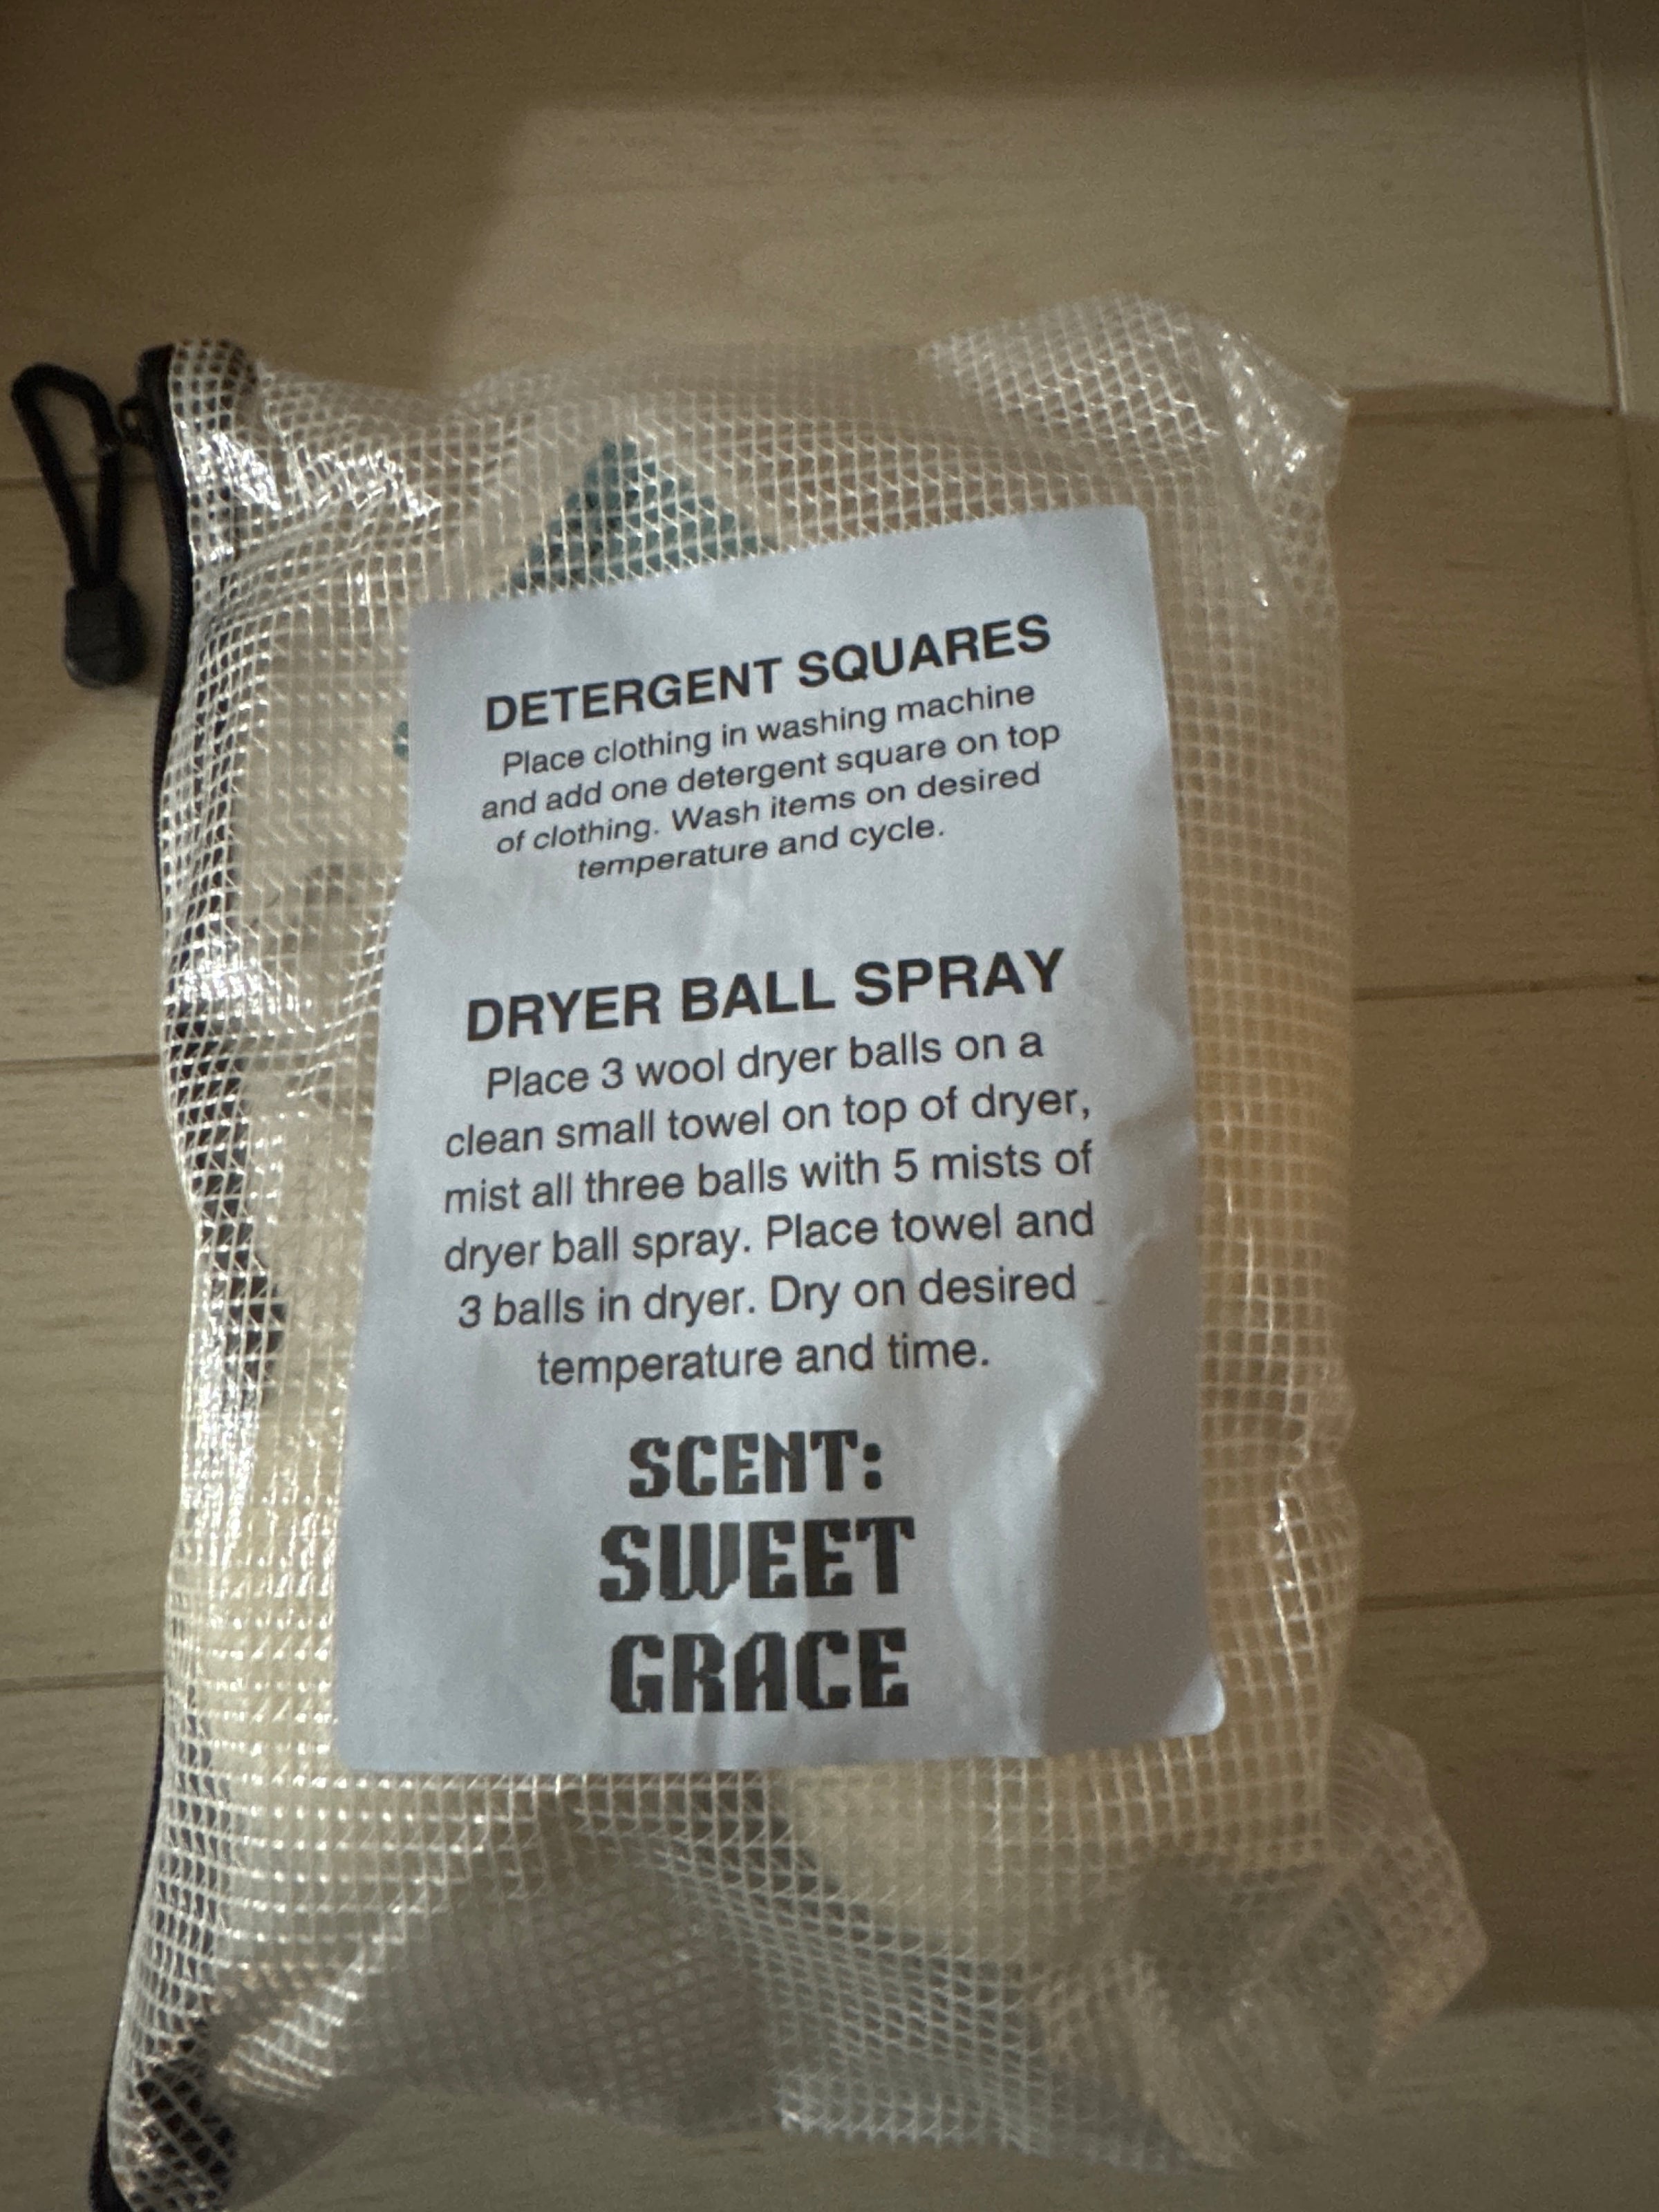 DETERGENT SQUARES
Place clothing in washing machine
and add one detergent square on top
of clothing. Wash items on desired
temperature and cycle.
DRYER BALL SPRAY
Place 3 wool dryer balls on a
clean small towel on top of dryer,
mist all three balls with 5 mists of
dryer ball spray. Place towel and
3 balls in dryer. Dry on desired
temperature and time.
SCENT:
SWEET
GRACE